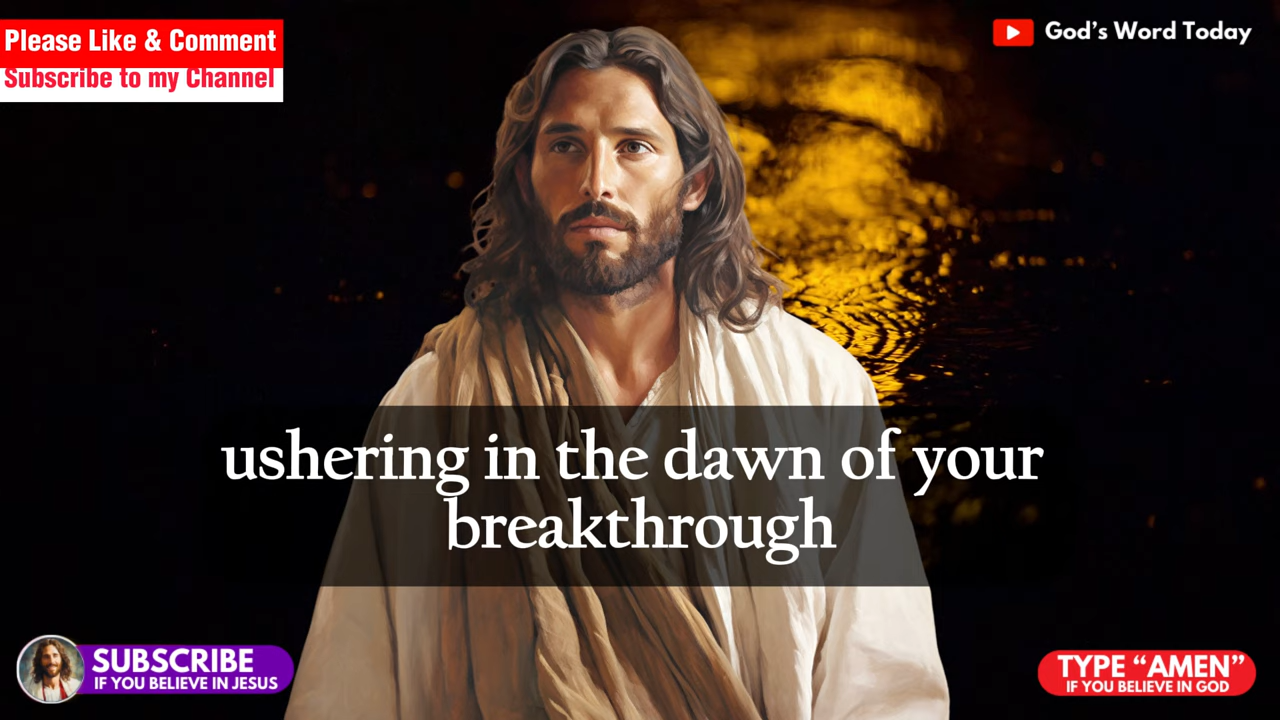 Please Like & Comment
Subscribe to my Channel
God's Word Today
ushering in the dawn of your
breakthrough
SUBSCRIBE
IF YOU BELIEVE IN JESUS
TYPE “AMEN”
IF YOU BELIEVE IN GOD